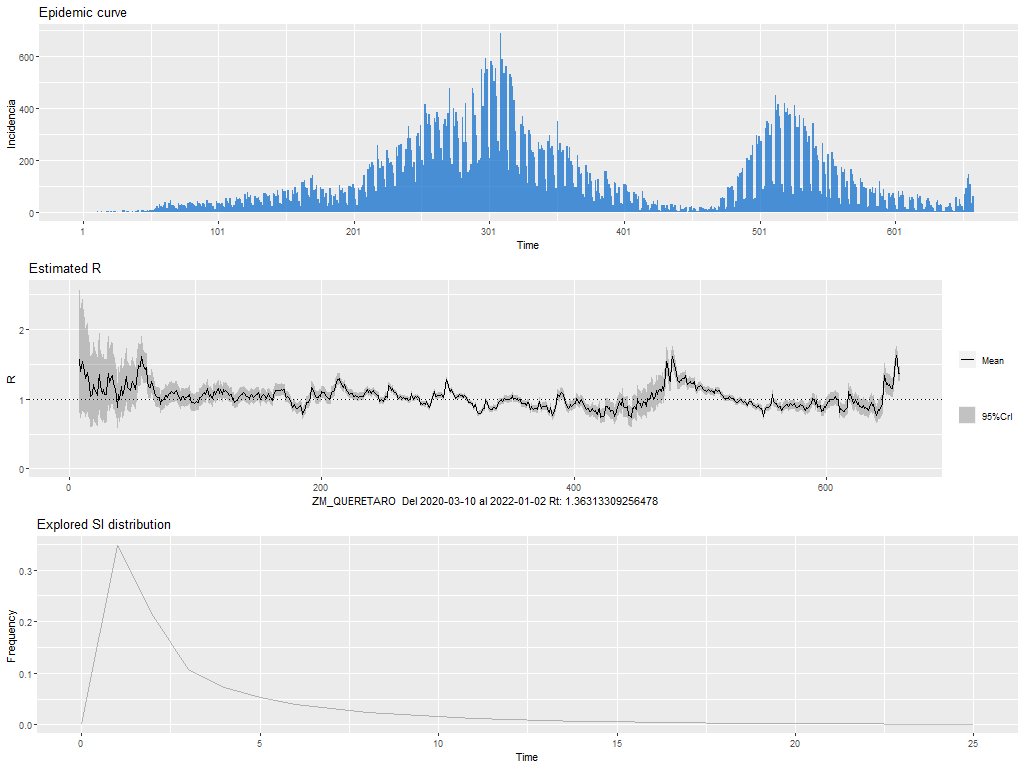 Epidemic curve
Incidencia
600
400
200
0
1 101 201 301 401 501 601
Time
Estimated R
R
2
1
0
0 200 400 600
ZM_QUERETARO Del 2020-03-10 al 2022-01-02 Rt: 1.36313309256478
Mean
95%CrI
Explored SI distribution
Frequency
0.3
0.2
0.1
0.0
0 5 10 15 20 25
Time